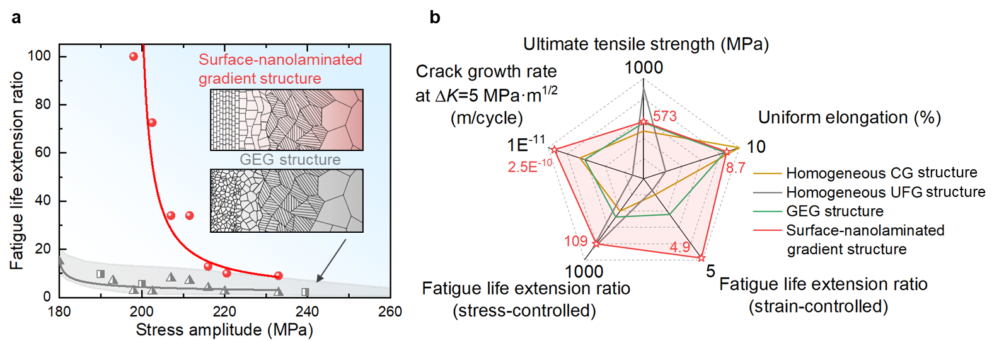 a
Fatigue life extension ratio
100
80
60
40
20
0
180
200
220
240
260
Stress amplitude (MPa)
Surface-nanolaminated
gradient structure
GEG structure
b
Ultimate tensile strength (MPa)
1000
Crack growth rate
at ΔK=5 MPa·m1/2
(m/cycle)
573
Uniform elongation (%)
1E-11
10
2.5E-10
8.7
Homogeneous CG structure
Homogeneous UFG structure
GEG structure
Surface-nanolaminated
gradient structure
109
4.9
1000
5
Fatigue life extension ratio
(stress-controlled)
Fatigue life extension ratio
(strain-controlled)